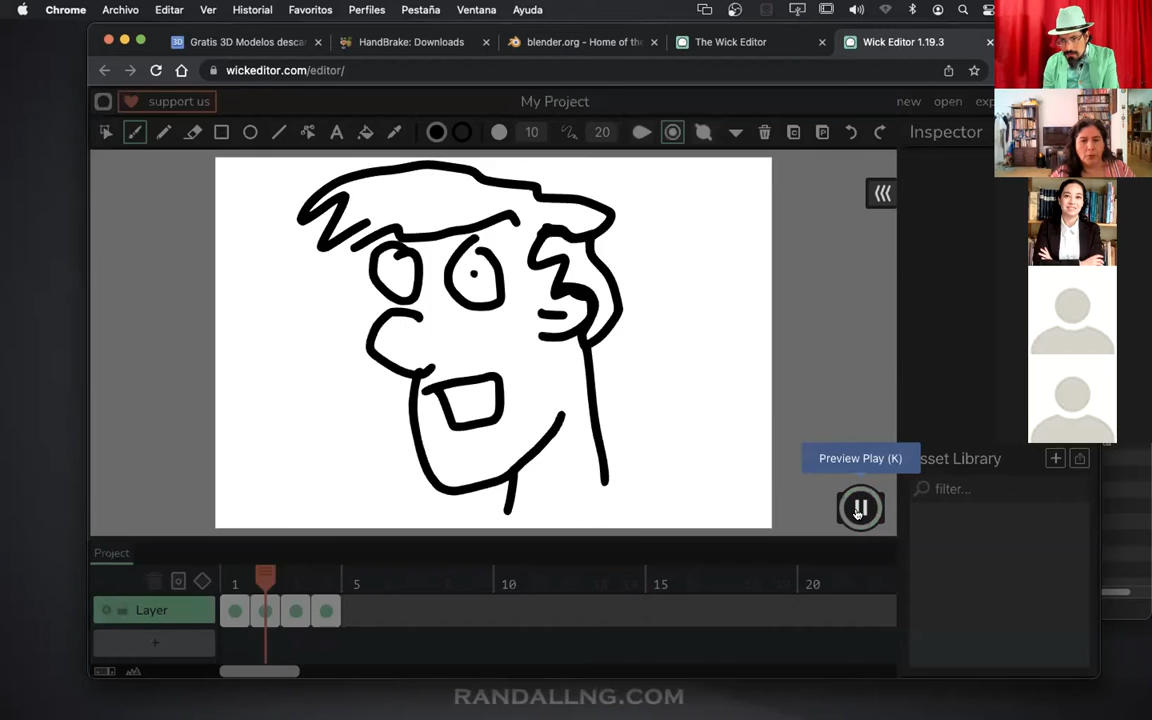 Chrome Archivo Editar Ver Historial Favoritos Perfiles Pestaña Ventana Ayuda
Gratis 3D Modelos desca HandBrake: Downloads blender.org - Home of the The Wick Editor Wick Editor 1.19.3
wickeditor.com/editor/
support us My Project new open exp
10 20 Inspector
Preview Play (K) sset Library
filter...
Project
1 5 10 15 20
Layer
RANDALLNG.COM